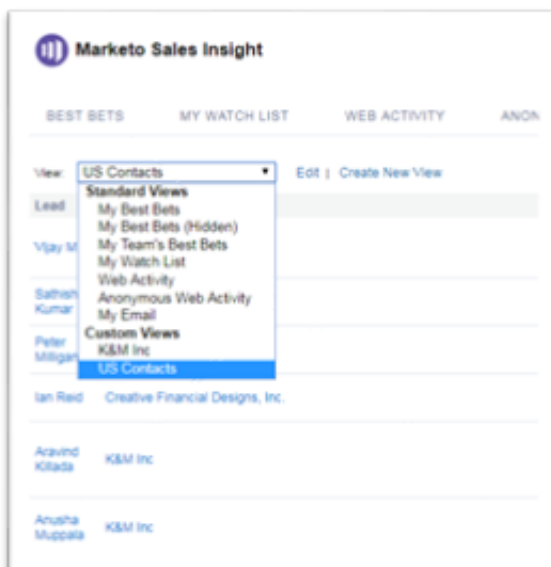 Marketo Sales Insight
BEST BETS MY WATCH LIST WEB ACTIVITY ANON
View: US Contacts Edit | Create New View
Standard Views
Lead
My Best Bets
My Best Bets (Hidden)
Vijay M
My Team's Best Bets
My Watch List
Web Activity
Sathish
Kumar
Anonymous Web Activity
My Email
Custom Views
Peter
Milligan
K&M Inc
US Contacts
Ian Reid Creative Financial Designs, Inc.
Aravind
Killada
K&M Inc
Anusha
Muppala
K&M Inc